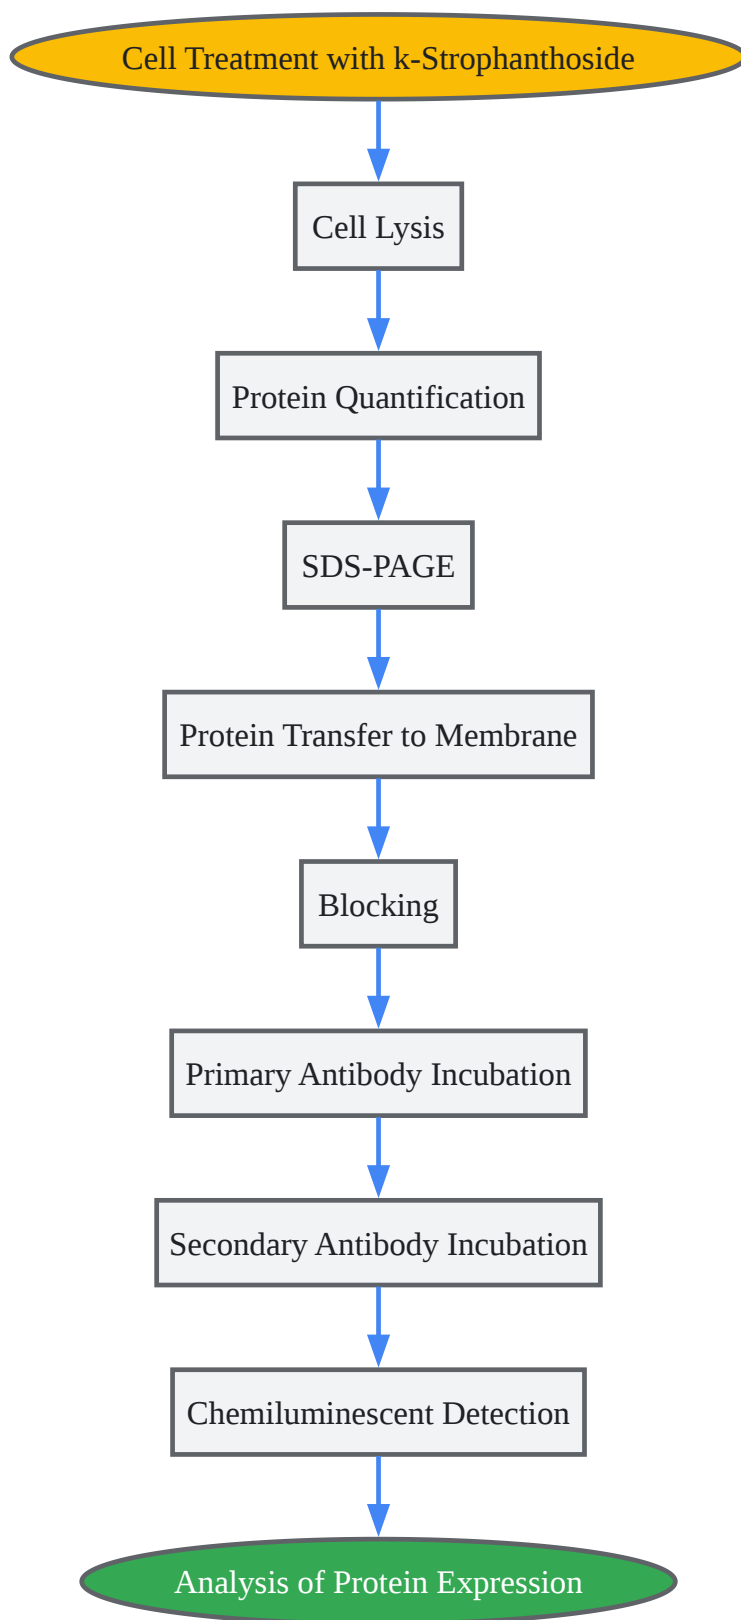 Cell Treatment with k-Strophanthoside
Cell Lysis
Protein Quantification
SDS-PAGE
Protein Transfer to Membrane
Blocking
Primary Antibody Incubation
Secondary Antibody Incubation
Chemiluminescent Detection
Analysis of Protein Expression